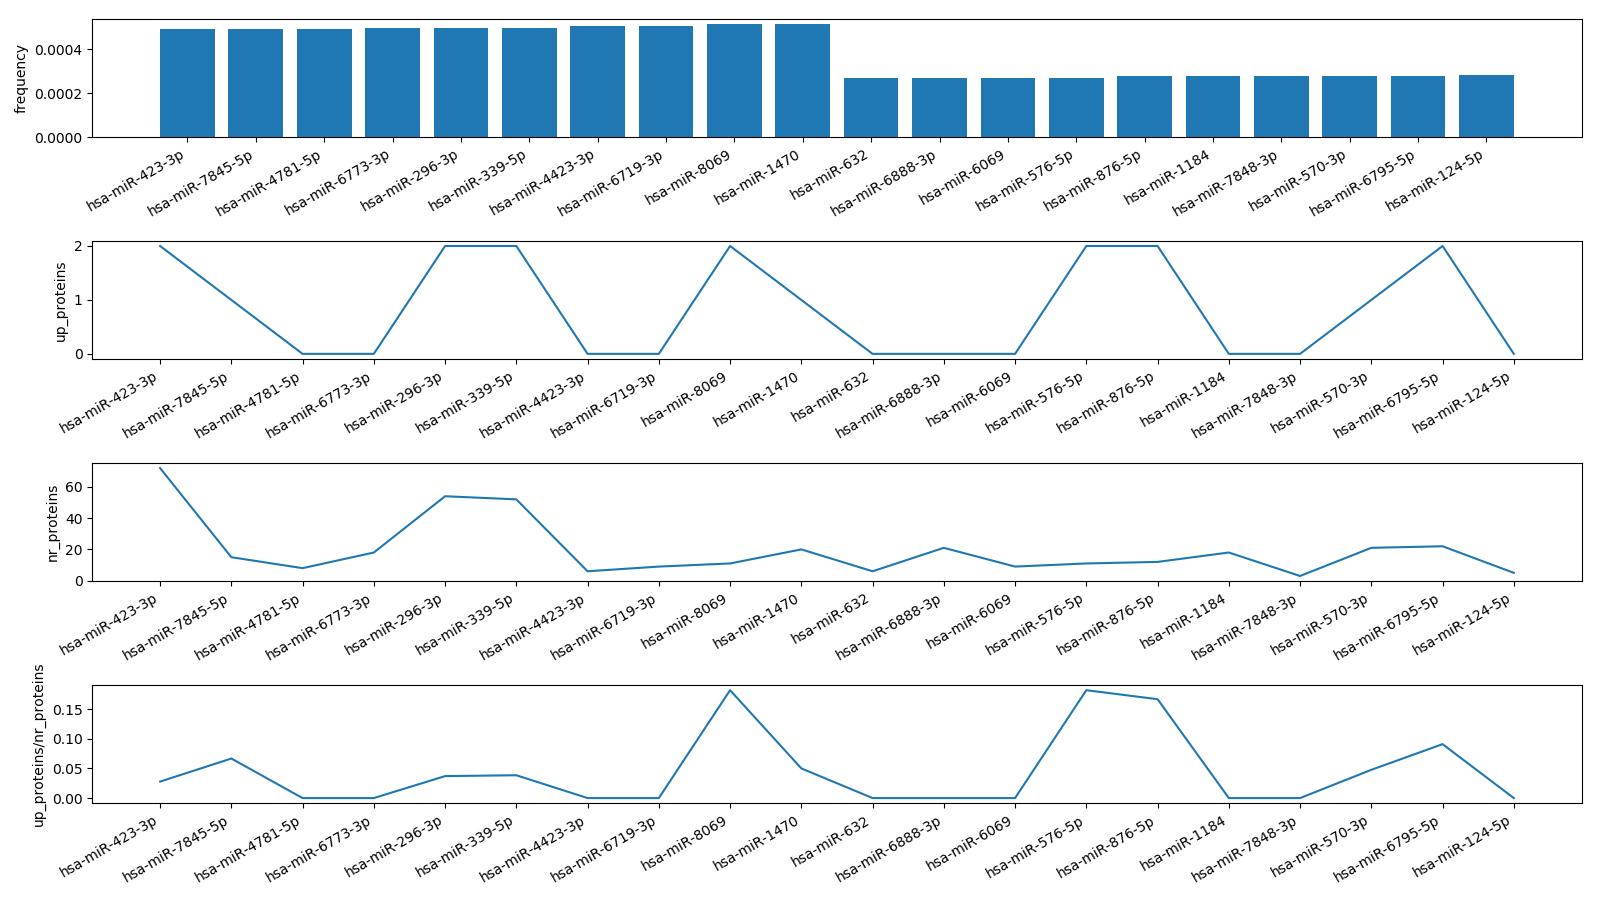 frequency
0.0004
0.0002
0.0000
hsa-miR-423-3p
hsa-miR-7845-5p
hsa-miR-4781-5p
hsa-miR-6773-3p
hsa-miR-296-3p
hsa-miR-339-5p
hsa-miR-4423-3p
hsa-miR-6719-3p
hsa-miR-8069
hsa-miR-1470
hsa-miR-632
hsa-miR-6888-3p
hsa-miR-6069
hsa-miR-576-5p
hsa-miR-876-5p
hsa-miR-1184
hsa-miR-7848-3p
hsa-miR-570-3p
hsa-miR-6795-5p
hsa-miR-124-5p
up_proteins
2
1
0
hsa-miR-423-3p
hsa-miR-7845-5p
hsa-miR-4781-5p
hsa-miR-6773-3p
hsa-miR-296-3p
hsa-miR-339-5p
hsa-miR-4423-3p
hsa-miR-6719-3p
hsa-miR-8069
hsa-miR-1470
hsa-miR-632
hsa-miR-6888-3p
hsa-miR-6069
hsa-miR-576-5p
hsa-miR-876-5p
hsa-miR-1184
hsa-miR-7848-3p
hsa-miR-570-3p
hsa-miR-6795-5p
hsa-miR-124-5p
nr_proteins
60
40
20
0
hsa-miR-423-3p
hsa-miR-7845-5p
hsa-miR-4781-5p
hsa-miR-6773-3p
hsa-miR-296-3p
hsa-miR-339-5p
hsa-miR-4423-3p
hsa-miR-6719-3p
hsa-miR-8069
hsa-miR-1470
hsa-miR-632
hsa-miR-6888-3p
hsa-miR-6069
hsa-miR-576-5p
hsa-miR-876-5p
hsa-miR-1184
hsa-miR-7848-3p
hsa-miR-570-3p
hsa-miR-6795-5p
hsa-miR-124-5p
up_proteins/nr_proteins
0.15
0.10
0.05
0.00
hsa-miR-423-3p
hsa-miR-7845-5p
hsa-miR-4781-5p
hsa-miR-6773-3p
hsa-miR-296-3p
hsa-miR-339-5p
hsa-miR-4423-3p
hsa-miR-6719-3p
hsa-miR-8069
hsa-miR-1470
hsa-miR-632
hsa-miR-6888-3p
hsa-miR-6069
hsa-miR-576-5p
hsa-miR-876-5p
hsa-miR-1184
hsa-miR-7848-3p
hsa-miR-570-3p
hsa-miR-6795-5p
hsa-miR-124-5p